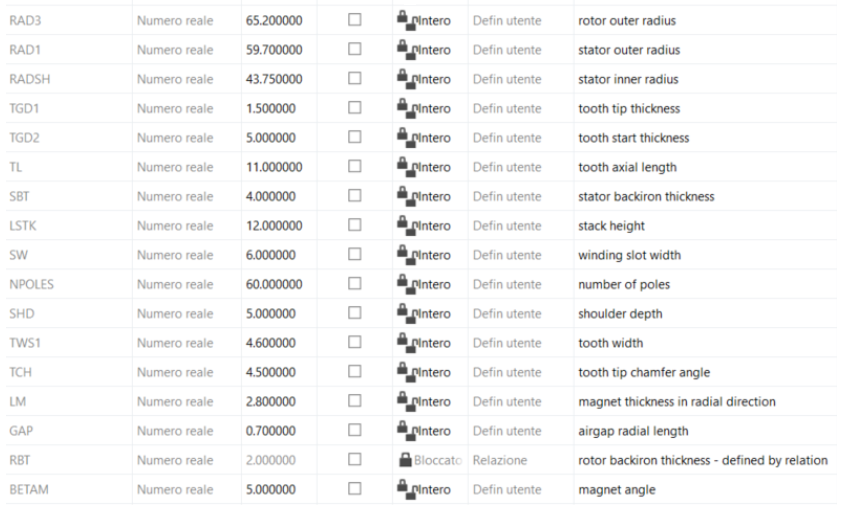 RAD3 Numero reale 65.200000 Intero Defin utente rotor outer radius
RAD1 Numero reale 59.700000 Intero Defin utente stator outer radius
RADSH Numero reale 43.750000 Intero Defin utente stator inner radius
TGD1 Numero reale 1.500000 Intero Defin utente tooth tip thickness
TGD2 Numero reale 5.000000 Intero Defin utente tooth start thickness
TL Numero reale 11.000000 Intero Defin utente tooth axial length
SBT Numero reale 4.000000 Intero Defin utente stator backiron thickness
LSTK Numero reale 12.000000 Intero Defin utente stack height
SW Numero reale 6.000000 Intero Defin utente winding slot width
NPOLES Numero reale 60.000000 Intero Defin utente number of poles
SHD Numero reale 5.000000 Intero Defin utente shoulder depth
TWS1 Numero reale 4.600000 Intero Defin utente tooth width
TCH Numero reale 4.500000 Intero Defin utente tooth tip chamfer angle
LM Numero reale 2.800000 Intero Defin utente magnet thickness in radial direction
GAP Numero reale 0.700000 Intero Defin utente airgap radial length
RBT Numero reale 2.000000 Bloccato Relazione rotor backiron thickness - defined by relation
BETAM Numero reale 5.000000 Intero Defin utente magnet angle